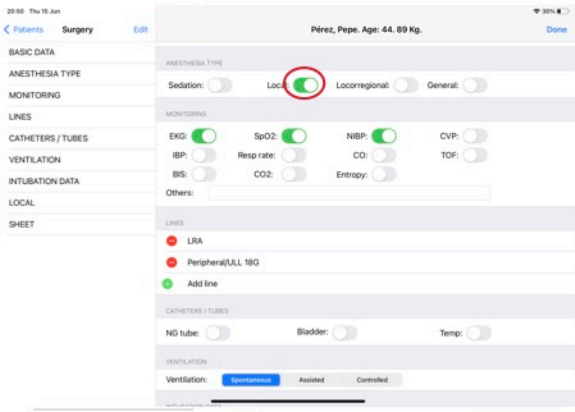 20:50 Thu 15 Jun
30%
Patients Surgery Edit
Pérez, Pepe. Age: 44. 89 Kg.
Done
BASIC DATA
ANESTHESIA TYPE
MONITORING
LINES
CATHETERS / TUBES
VENTILATION
INTUBATION DATA
LOCAL
SHEET
ANESTHESIA TYPE
Sedation: Local: Locorregional: General:
MONITORING
EKG: SpO2: NIBP: CVP:
IBP: Resp rate: CO: TOF:
BIS: CO2: Entropy:
Others:
LINES
LRA
Peripheral/ULL 18G
Add line
CATHETERS / TUBES
NG tube: Bladder: Temp:
VENTILATION
Ventilation: Spontaneous Assisted Controlled
INTUBATION DATA